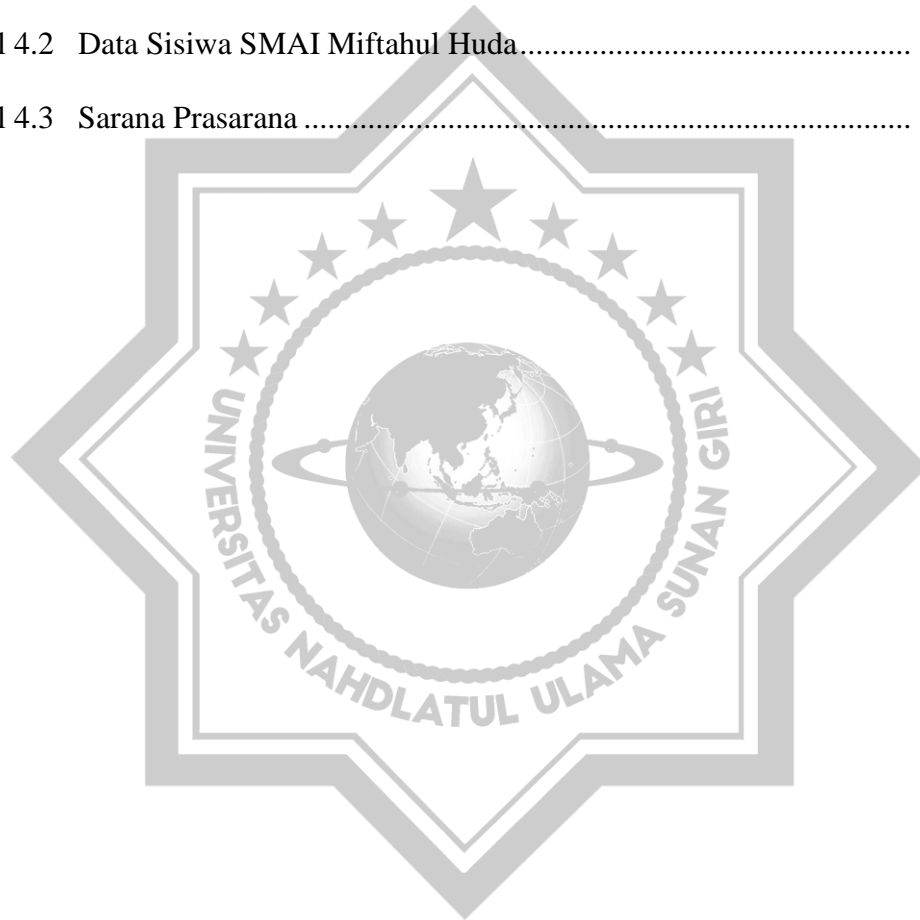 l 4.2 Data Sisiwa SMAI Miftahul Huda...............................................
l 4.3 Sarana Prasarana .........................................................................
UNIVERSITAS NAHDLATUL ULAMA SUNAN GIRI